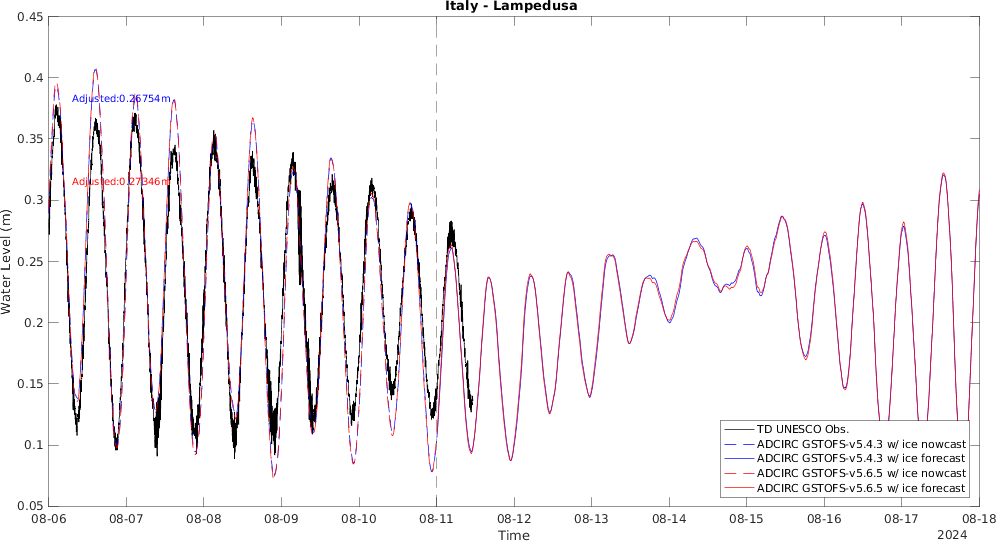 Italy - Lampedusa
0.45
0.4
0.35
0.3
0.25
0.2
0.15
0.1
0.05
Water Level (m)
Adjusted:0.26754m
Adjusted:0.27346m
TD UNESCO Obs.
ADCIRC GSTOFS-v5.4.3 w/ ice nowcast
ADCIRC GSTOFS-v5.4.3 w/ ice forecast
ADCIRC GSTOFS-v5.6.5 w/ ice nowcast
ADCIRC GSTOFS-v5.6.5 w/ ice forecast
08-06 08-07 08-08 08-09 08-10 08-11 08-12 08-13 08-14 08-15 08-16 08-17 08-18
Time
2024